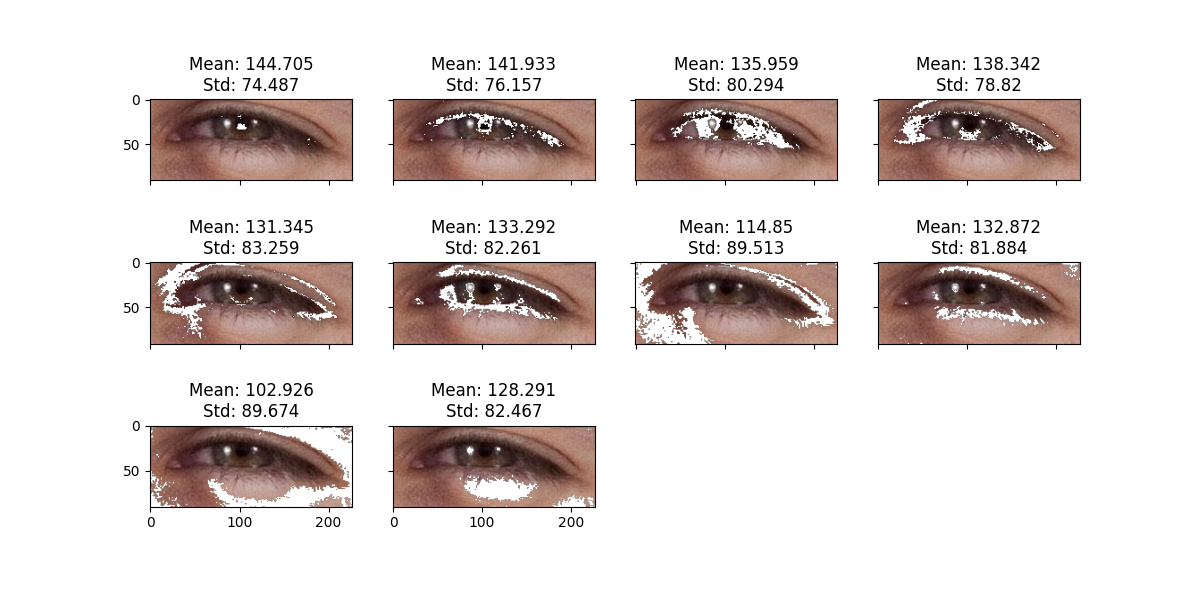 Mean: 144.705
Std: 74.487
Mean: 141.933
Std: 76.157
Mean: 135.959
Std: 80.294
Mean: 138.342
Std: 78.82
0
50
Mean: 131.345
Std: 83.259
Mean: 133.292
Std: 82.261
Mean: 114.85
Std: 89.513
Mean: 132.872
Std: 81.884
0
50
Mean: 102.926
Std: 89.674
Mean: 128.291
Std: 82.467
0
50
0 100 200
0 100 200